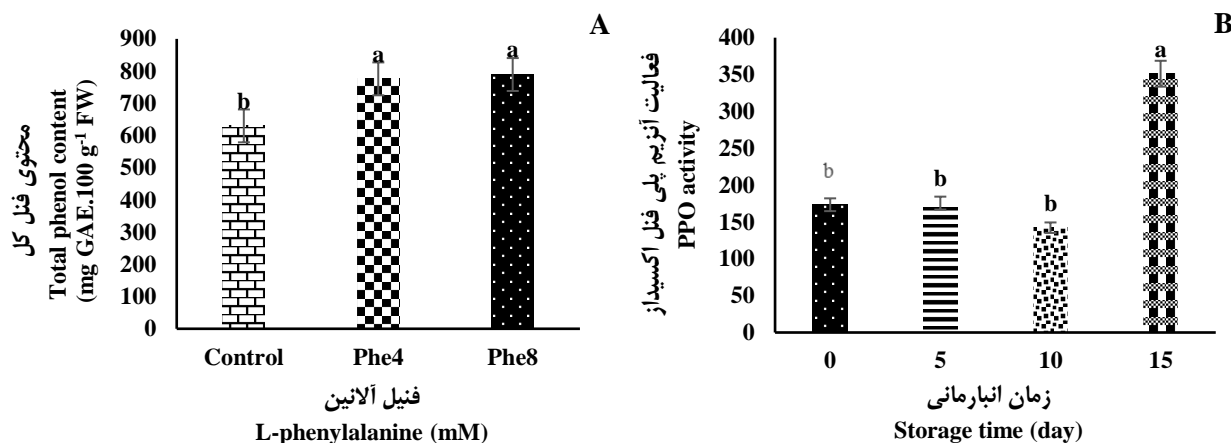 A
محتوای فنل کل
Total phenol content
(mg GAE.100 g-1 FW)
900
800
700
600
500
400
300
200
100
0
b
a
a
Control Phe4 Phe8
فنیل آلانین
L-phenylalanine (mM)
B
فعالیت آنزیم پلی فنل اکسیداز
PPO activity
400
350
300
250
200
150
100
50
0
b
b
b
a
0 5 10 15
زمان انبارمانی
Storage time (day)